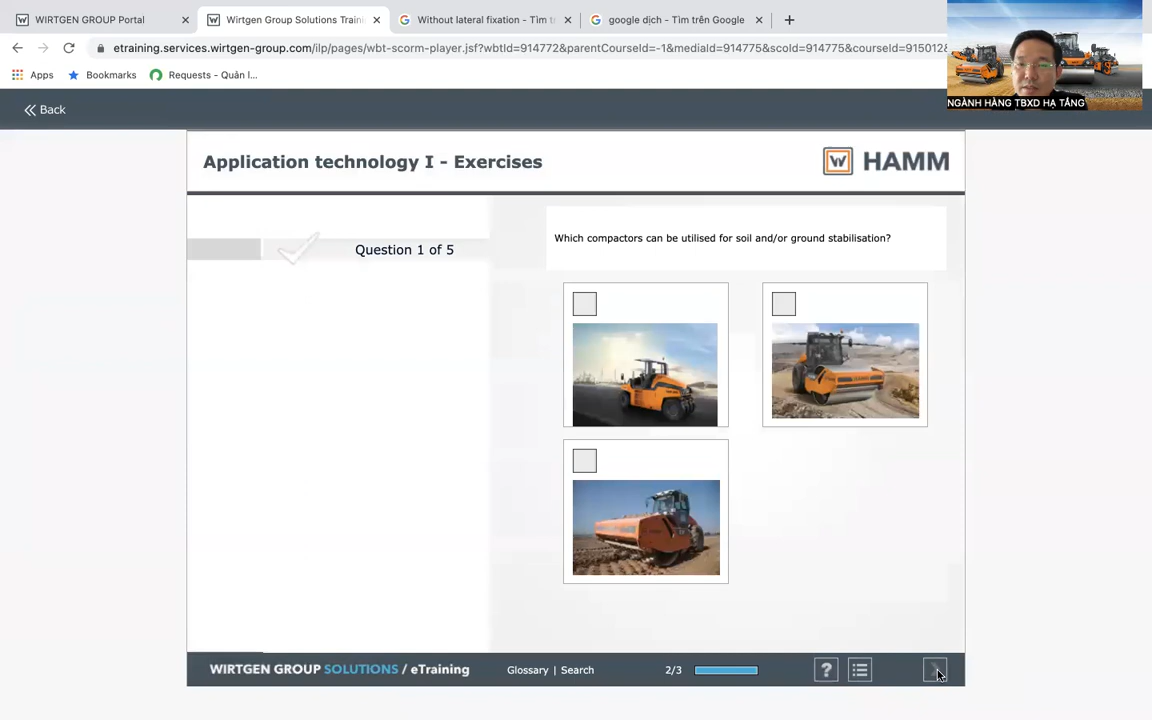 WIRTGEN GROUP Portal
Wirtgen Group Solutions Traini
Without lateral fixation - Tìm tr
google dịch - Tìm trên Google
etraining.services.wirtgen-group.com/ilp/pages/wbt-scorm-player.jsf?wbtId=914772&parentCourseId=-1&mediaId=914775&scoId=914775&courseId=915012&
Apps
Bookmarks
Requests - Quản l...
NGÀNH HÀNG TBXD HẠ TẦNG
Back
Application technology I - Exercises
W HAMM
Question 1 of 5
Which compactors can be utilised for soil and/or ground stabilisation?
WIRTGEN GROUP SOLUTIONS / eTraining
Glossary | Search
2/3
?